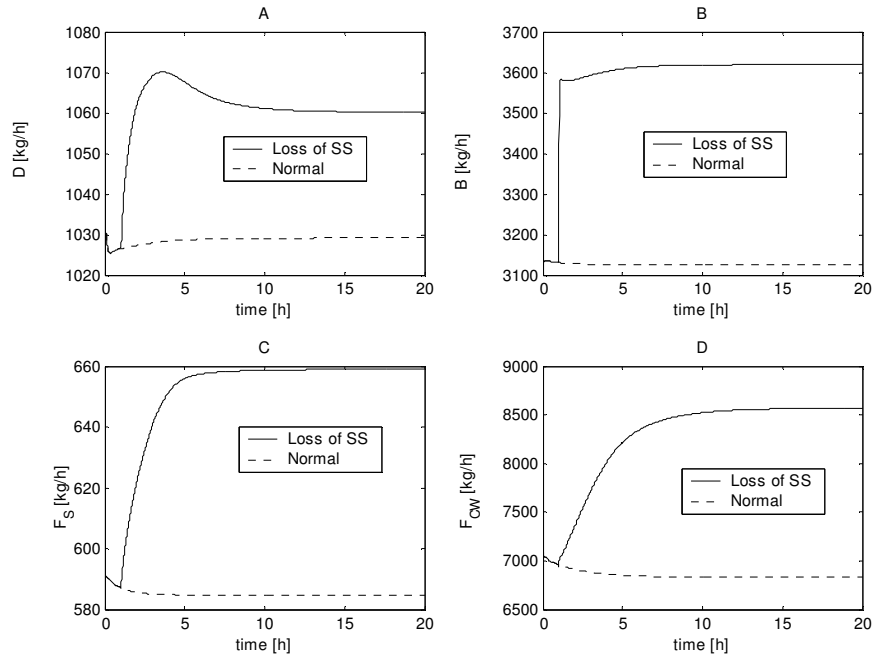 A
1080
1070
1060
1050
1040
1030
1020
D [kg/h]
Loss of SS
Normal
0 5 10 15 20
time [h]
B
3700
3600
3500
3400
3300
3200
3100
B [kg/h]
Loss of SS
Normal
0 5 10 15 20
time [h]
C
660
640
620
600
580
F_S [kg/h]
Loss of SS
Normal
0 5 10 15 20
time [h]
D
9000
8500
8000
7500
7000
6500
F_CW [kg/h]
Loss of SS
Normal
0 5 10 15 20
time [h]